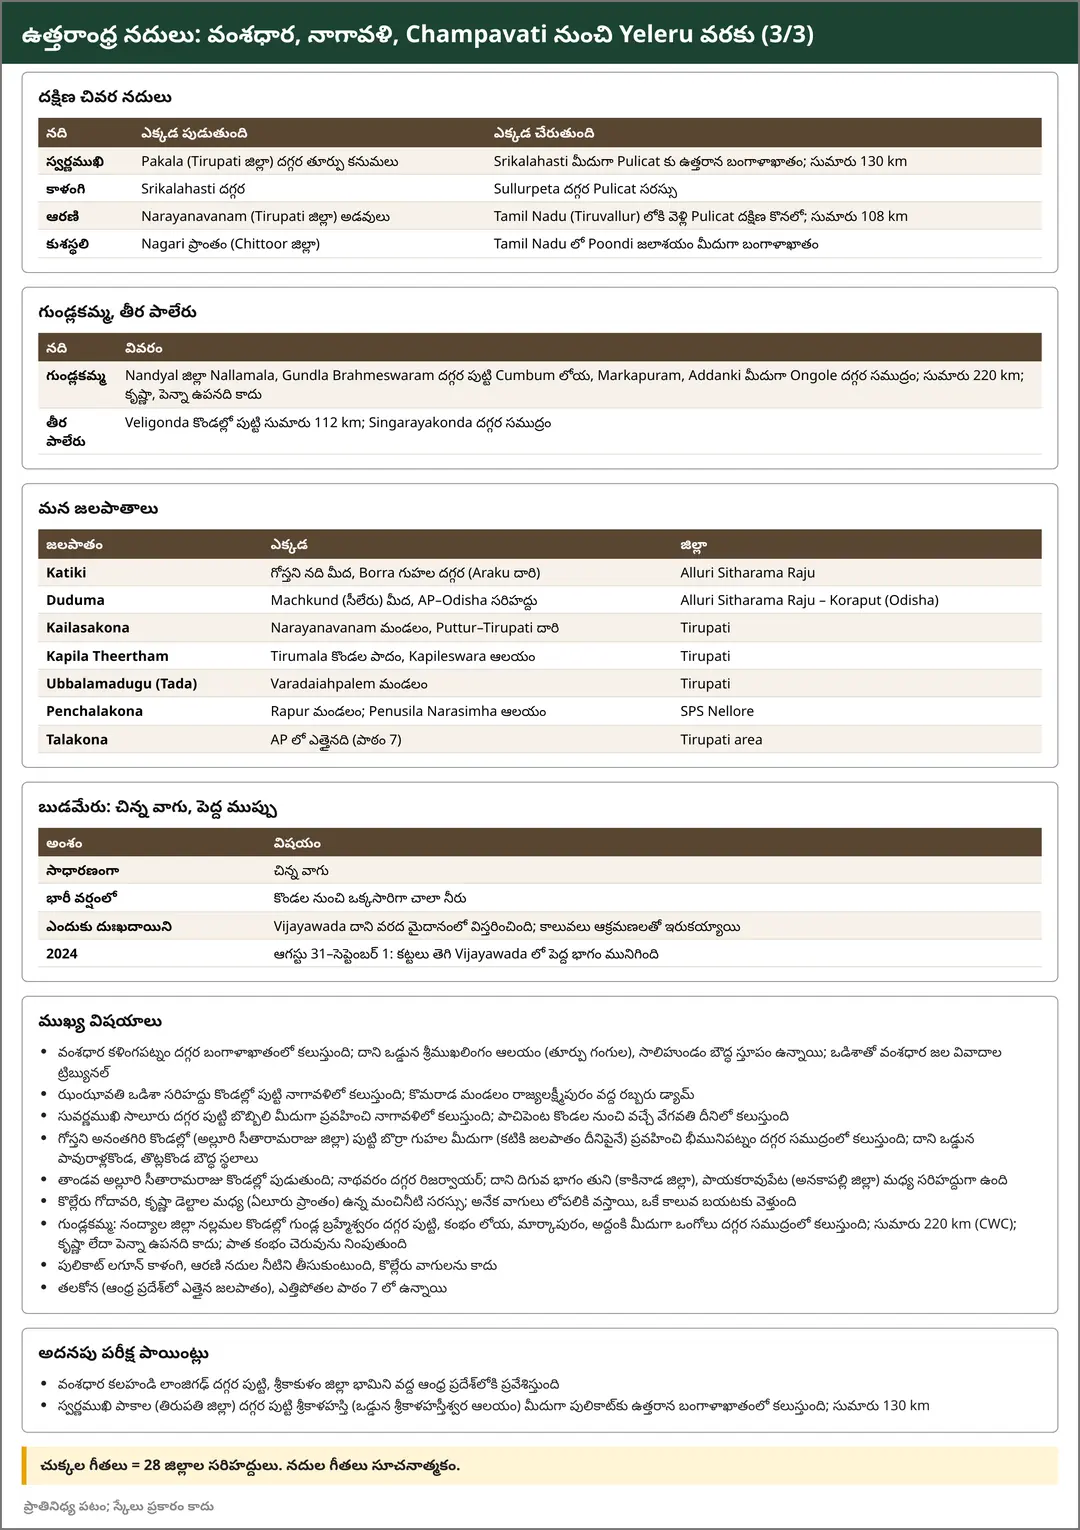 ఉత్తరాంధ్ర నదులు: వంశధార, నాగావళి, Champavati నుంచి Yeleru వరకు (3/3)
దక్షిణ చివర నదులు
నది ఎక్కడ పుడుతుంది ఎక్కడ చేరుతుంది
స్వర్ణముఖి Pakala (Tirupati జిల్లా) దగ్గర తూర్పు కనుమలు Srikalahasti మీదుగా Pulicat కు ఉత్తరాన బంగాళాఖాతం; సుమారు 130 km
కాళంగి Srikalahasti దగ్గర Sullurpeta దగ్గర Pulicat సరస్సు
ఆరణి Narayanavanam (Tirupati జిల్లా) అడవులు Tamil Nadu (Tiruvallur) లోకి వెళ్లి Pulicat దక్షిణ కొనలో; సుమారు 108 km
కుశస్థలి Nagari ప్రాంతం (Chittoor జిల్లా) Tamil Nadu లో Poondi జలాశయం మీదుగా బంగాళాఖాతం
గుండ్లకమ్మ, తీర పాలేరు
నది వివరం
గుండ్లకమ్మ Nandyal జిల్లా Nallamala, Gundla Brahmeswaram దగ్గర పుట్టి Cumbum లోయ, Markapuram, Addanki మీదుగా Ongole దగ్గర సముద్రం; సుమారు 220 km;
కృష్ణా, పెన్నా ఉపనది కాదు
తీర Veligonda కొండల్లో పుట్టి సుమారు 112 km; Singarayakonda దగ్గర సముద్రం
పాలేరు
మన జలపాతాలు
జలపాతం ఎక్కడ జిల్లా
Katiki గోస్తని నది మీద, Borra గుహల దగ్గర (Araku దారి) Alluri Sitharama Raju
Duduma Machkund (సీలేరు) మీద, AP–Odisha సరిహద్దు Alluri Sitharama Raju – Koraput (Odisha)
Kailasakona Narayanavanam మండలం, Puttur–Tirupati దారి Tirupati
Kapila Theertham Tirumala కొండల పాదం, Kapileswara ఆలయం Tirupati
Ubbalamadugu (Tada) Varadaiahpalem మండలం Tirupati
Penchalakona Rapur మండలం; Penusila Narasimha ఆలయం SPS Nellore
Talakona AP లో ఎత్తైనది (పాఠం 7) Tirupati area
బుడమేరు: చిన్న వాగు, పెద్ద ముప్పు
అంశం విషయం
సాధారణంగా చిన్న వాగు
భారీ వర్షంలో కొండల నుంచి ఒక్కసారిగా చాలా నీరు
ఎందుకు దుఃఖదాయిని Vijayawada దాని వరద మైదానంలో విస్తరించింది; కాలువలు ఆక్రమణలతో ఇరుకయ్యాయి
2024 ఆగస్టు 31–సెప్టెంబర్ 1: కట్టలు తెగి Vijayawada లో పెద్ద భాగం మునిగింది
ముఖ్య విషయాలు
• వంశధార కళింగపట్నం దగ్గర బంగాళాఖాతంలో కలుస్తుంది; దాని ఒడ్డున శ్రీముఖలింగం ఆలయం (తూర్పు గంగుల), సాలిహుండం బౌద్ధ స్తూపం ఉన్నాయి; ఒడిశాతో వంశధార జల వివాదాల
ట్రిబ్యునల్
• ఝంఝావతి ఒడిశా సరిహద్దు కొండల్లో పుట్టి నాగావళిలో కలుస్తుంది; కొమరాడ మండలం రాజ్యలక్ష్మీపురం వద్ద రబ్బరు డ్యామ్
• సువర్ణముఖి సాలూరు దగ్గర పుట్టి బొబ్బిలి మీదుగా ప్రవహించి నాగావళిలో కలుస్తుంది; పాచిపెంట కొండల నుంచి వచ్చే వేగవతి దీనిలో కలుస్తుంది
• గోస్తని అనంతగిరి కొండల్లో (అల్లూరి సీతారామరాజు జిల్లా) పుట్టి బొర్రా గుహల మీదుగా (కటికి జలపాతం దీనిపైనే) ప్రవహించి భీమునిపట్నం దగ్గర సముద్రంలో కలుస్తుంది; దాని ఒడ్డున
పావురాళ్లకొండ, తొట్లకొండ బౌద్ధ స్థలాలు
• తాండవ అల్లూరి సీతారామరాజు కొండల్లో పుడుతుంది; నాథవరం దగ్గర రిజర్వాయర్; దాని దిగువ భాగం తుని (కాకినాడ జిల్లా), పాయకరావుపేట (అనకాపల్లి జిల్లా) మధ్య సరిహద్దుగా ఉంది
• కొల్లేరు గోదావరి, కృష్ణా డెల్టాల మధ్య (ఏలూరు ప్రాంతం) ఉన్న మంచినీటి సరస్సు; అనేక వాగులు లోపలికి వస్తాయి, ఒకే కాలువ బయటకు వెళ్తుంది
• గుండ్లకమ్మ: నంద్యాల జిల్లా నల్లమల కొండల్లో గుండ్ల బ్రహ్మేశ్వరం దగ్గర పుట్టి, కంభం లోయ, మార్కాపురం, అద్దంకి మీదుగా ఒంగోలు దగ్గర సముద్రంలో కలుస్తుంది; సుమారు 220 km (CWC);
కృష్ణా లేదా పెన్నా ఉపనది కాదు; పాత కంభం చెరువును నింపుతుంది
• పులికాట్ లగూన్ కాళంగి, ఆరణి నదుల నీటిని తీసుకుంటుంది, కొల్లేరు వాగులను కాదు
• తలకోన (ఆంధ్ర ప్రదేశ్‌లో ఎత్తైన జలపాతం), ఎత్తిపోతల పాఠం 7 లో ఉన్నాయి
అదనపు పరీక్ష పాయింట్లు
• వంశధార కలహండి లాంజిగఢ్ దగ్గర పుట్టి, శ్రీకాకుళం జిల్లా భామిని వద్ద ఆంధ్ర ప్రదేశ్‌లోకి ప్రవేశిస్తుంది
• స్వర్ణముఖి పాకాల (తిరుపతి జిల్లా) దగ్గర పుట్టి శ్రీకాళహస్తి (ఒడ్డున శ్రీకాళహస్తీశ్వర ఆలయం) మీదుగా పులికాట్‌కు ఉత్తరాన బంగాళాఖాతంలో కలుస్తుంది; సుమారు 130 km
చుక్కల గీతలు = 28 జిల్లాల సరిహద్దులు. నదుల గీతలు సూచనాత్మకం.
ప్రాతినిధ్య పటం; స్కేలు ప్రకారం కాదు